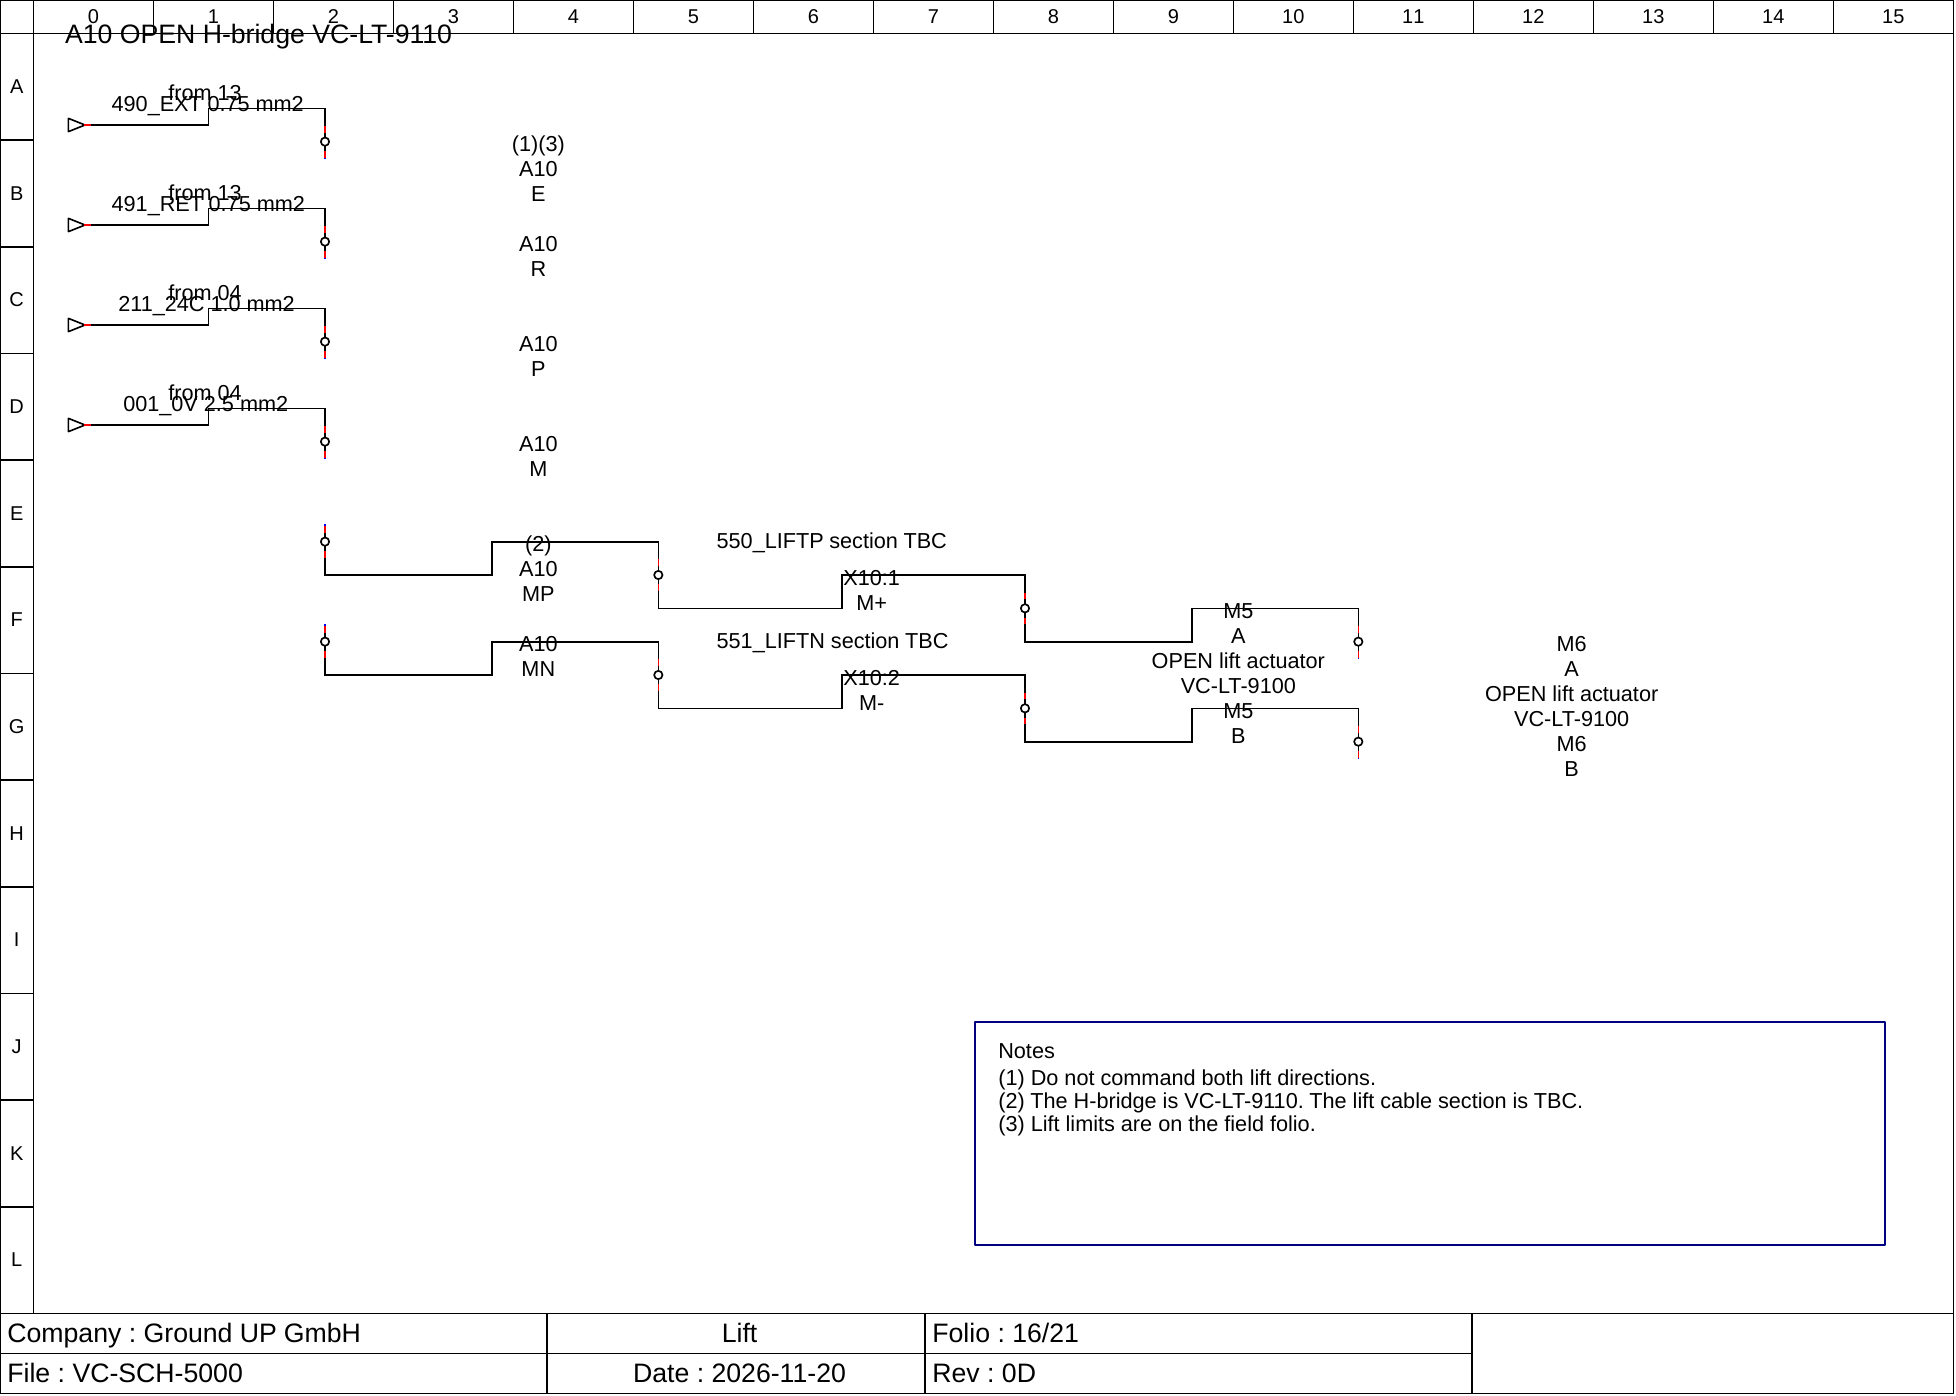 0 1 2 3 4 5 6 7 8 9 10 11 12 13 14 15
A10 OPEN H-bridge VC-LT-9110
A
from 13
490_EXT 0.75 mm2
(1)(3)
A10
E
B
from 13
491_RET 0.75 mm2
A10
R
C
from 04
211_24C 1.0 mm2
A10
P
D
from 04
001_0V 2.5 mm2
A10
M
E
(2)
A10
MP
550_LIFTP section TBC
X10:1
M+
F
M5
A
OPEN lift actuator
VC-LT-9100
M5
B
A10
MN
551_LIFTN section TBC
X10:2
M-
M6
A
OPEN lift actuator
VC-LT-9100
M6
B
G
H
I
J
K
L
Notes
(1) Do not command both lift directions.
(2) The H-bridge is VC-LT-9110. The lift cable section is TBC.
(3) Lift limits are on the field folio.
Company : Ground UP GmbH
Lift
Folio : 16/21
File : VC-SCH-5000
Date : 2026-11-20
Rev : 0D